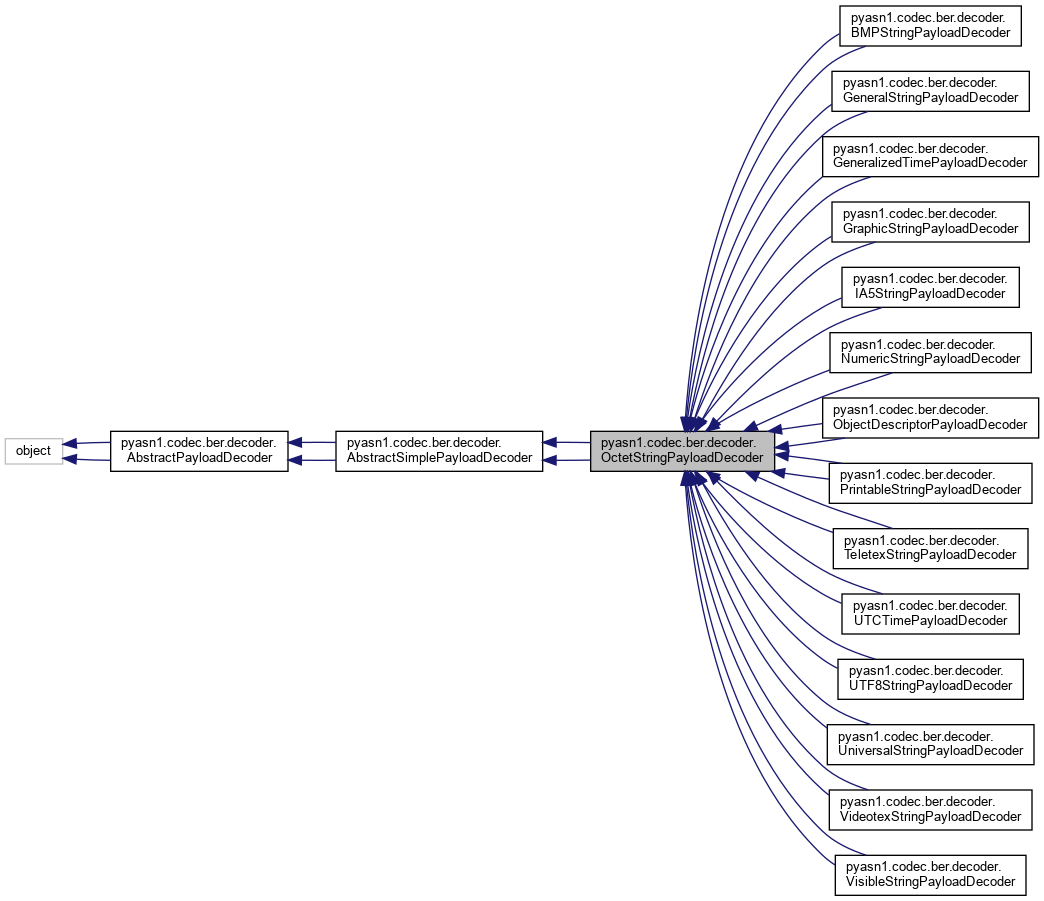 object
pyasn1.codec.ber.decoder.
AbstractPayloadDecoder
pyasn1.codec.ber.decoder.
AbstractSimplePayloadDecoder
pyasn1.codec.ber.decoder.
OctetStringPayloadDecoder
pyasn1.codec.ber.decoder.
BMPStringPayloadDecoder
pyasn1.codec.ber.decoder.
GeneralStringPayloadDecoder
pyasn1.codec.ber.decoder.
GeneralizedTimePayloadDecoder
pyasn1.codec.ber.decoder.
GraphicStringPayloadDecoder
pyasn1.codec.ber.decoder.
IA5StringPayloadDecoder
pyasn1.codec.ber.decoder.
NumericStringPayloadDecoder
pyasn1.codec.ber.decoder.
ObjectDescriptorPayloadDecoder
pyasn1.codec.ber.decoder.
PrintableStringPayloadDecoder
pyasn1.codec.ber.decoder.
TeletexStringPayloadDecoder
pyasn1.codec.ber.decoder.
UTCTimePayloadDecoder
pyasn1.codec.ber.decoder.
UTF8StringPayloadDecoder
pyasn1.codec.ber.decoder.
UniversalStringPayloadDecoder
pyasn1.codec.ber.decoder.
VideotexStringPayloadDecoder
pyasn1.codec.ber.decoder.
VisibleStringPayloadDecoder